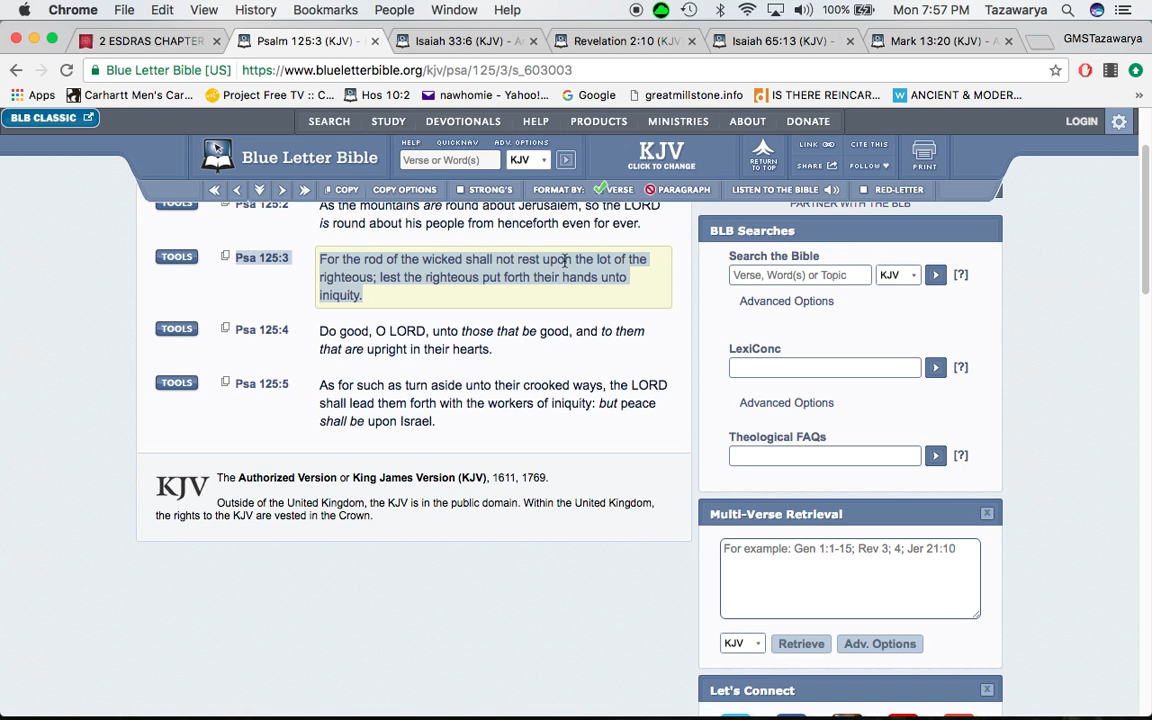 Chrome File Edit View History Bookmarks People Window Help 100% Mon 7:57 PM Tazawarya
2 ESDRAS CHAPTER × Psalm 125:3 (KJV) - × Isaiah 33:6 (KJV) - A × Revelation 2:10 (KJV) × Isaiah 65:13 (KJV) - × Mark 13:20 (KJV) - A × GMSTazawarya
Blue Letter Bible [US] https://www.blueletterbible.org/kjv/psa/125/3/s_603003
Apps Carhartt Men's Car... Project Free TV :: C... Hos 10:2 nawhomie - Yahoo!... Google greatmillstone.info IS THERE REINCAR... ANCIENT & MODER... »
BLB CLASSIC
SEARCH STUDY DEVOTIONALS HELP PRODUCTS MINISTRIES ABOUT DONATE LOGIN
HELP QUICKNAV ADV. OPTIONS
Blue Letter Bible Verse or Word(s) KJV
KJV
CLICK TO CHANGE
RETURN TO TOP
LINK CITE THIS
SHARE FOLLOW
PRINT
COPY COPY OPTIONS STRONG'S FORMAT BY: VERSE PARAGRAPH LISTEN TO THE BIBLE RED-LETTER
PARTNER WITH THE BLB
TOOLS Psa 125:2 As the mountains are round about Jerusalem, so the LORD
is round about his people from henceforth even for ever.
TOOLS Psa 125:3 For the rod of the wicked shall not rest upon the lot of the
righteous; lest the righteous put forth their hands unto
iniquity.
TOOLS Psa 125:4 Do good, O LORD, unto those that be good, and to them
that are upright in their hearts.
TOOLS Psa 125:5 As for such as turn aside unto their crooked ways, the LORD
shall lead them forth with the workers of iniquity: but peace
shall be upon Israel.
KJV The Authorized Version or King James Version (KJV), 1611, 1769.
Outside of the United Kingdom, the KJV is in the public domain. Within the United Kingdom,
the rights to the KJV are vested in the Crown.
BLB Searches
Search the Bible
Verse, Word(s) or Topic KJV [?]
Advanced Options
LexiConc
[?]
Advanced Options
Theological FAQs
[?]
Multi-Verse Retrieval
For example: Gen 1:1-15; Rev 3; 4; Jer 21:10
KJV Retrieve Adv. Options
Let's Connect